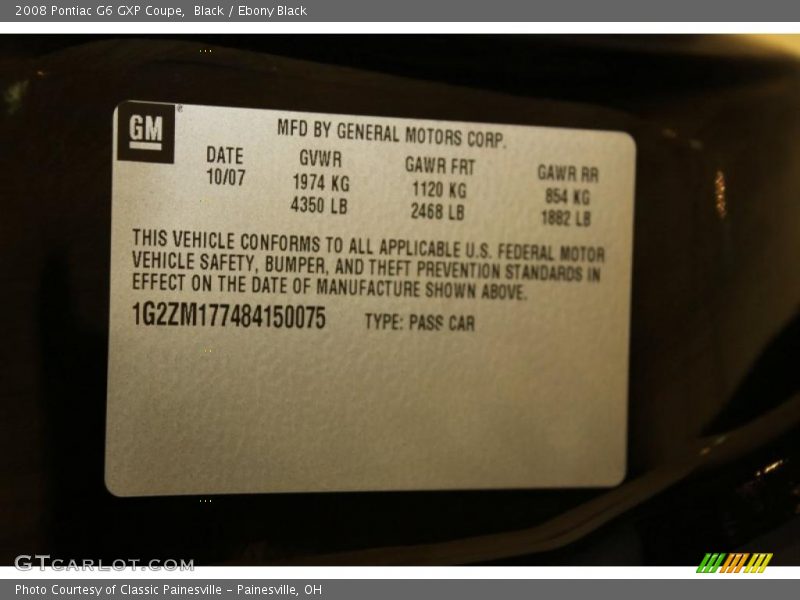 2008 Pontiac G6 GXP Coupe, Black / Ebony Black
GM
®
MFD BY GENERAL MOTORS CORP.
DATE GVWR GAWR FRT GAWR RR
10/07 1974 KG 1120 KG 854 KG
4350 LB 2468 LB 1882 LB
THIS VEHICLE CONFORMS TO ALL APPLICABLE U.S. FEDERAL MOTOR
VEHICLE SAFETY, BUMPER, AND THEFT PREVENTION STANDARDS IN
EFFECT ON THE DATE OF MANUFACTURE SHOWN ABOVE.
1G2ZM177484150075 TYPE: PASS CAR
GTCARLOT.COM
Photo Courtesy of Classic Painesville - Painesville, OH